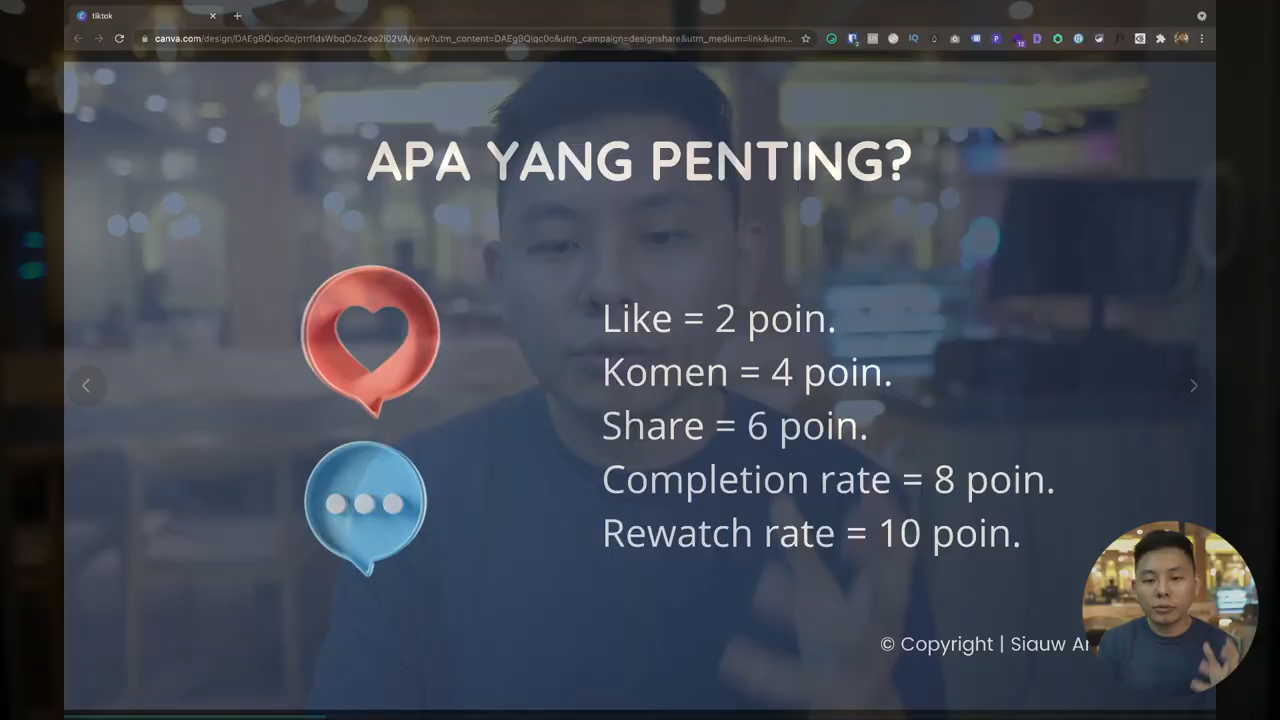 tiktok
canva.com/design/DAEgBQiqc0c/ptrfIdsWbqOoZceo2i02VA/view?utm_content=DAEgBQiqc0c&utm_campaign=designshare&utm_medium=link&utm...
APA YANG PENTING?
Like = 2 poin.
Komen = 4 poin.
Share = 6 poin.
Completion rate = 8 poin.
Rewatch rate = 10 poin.
© Copyright | Siauw